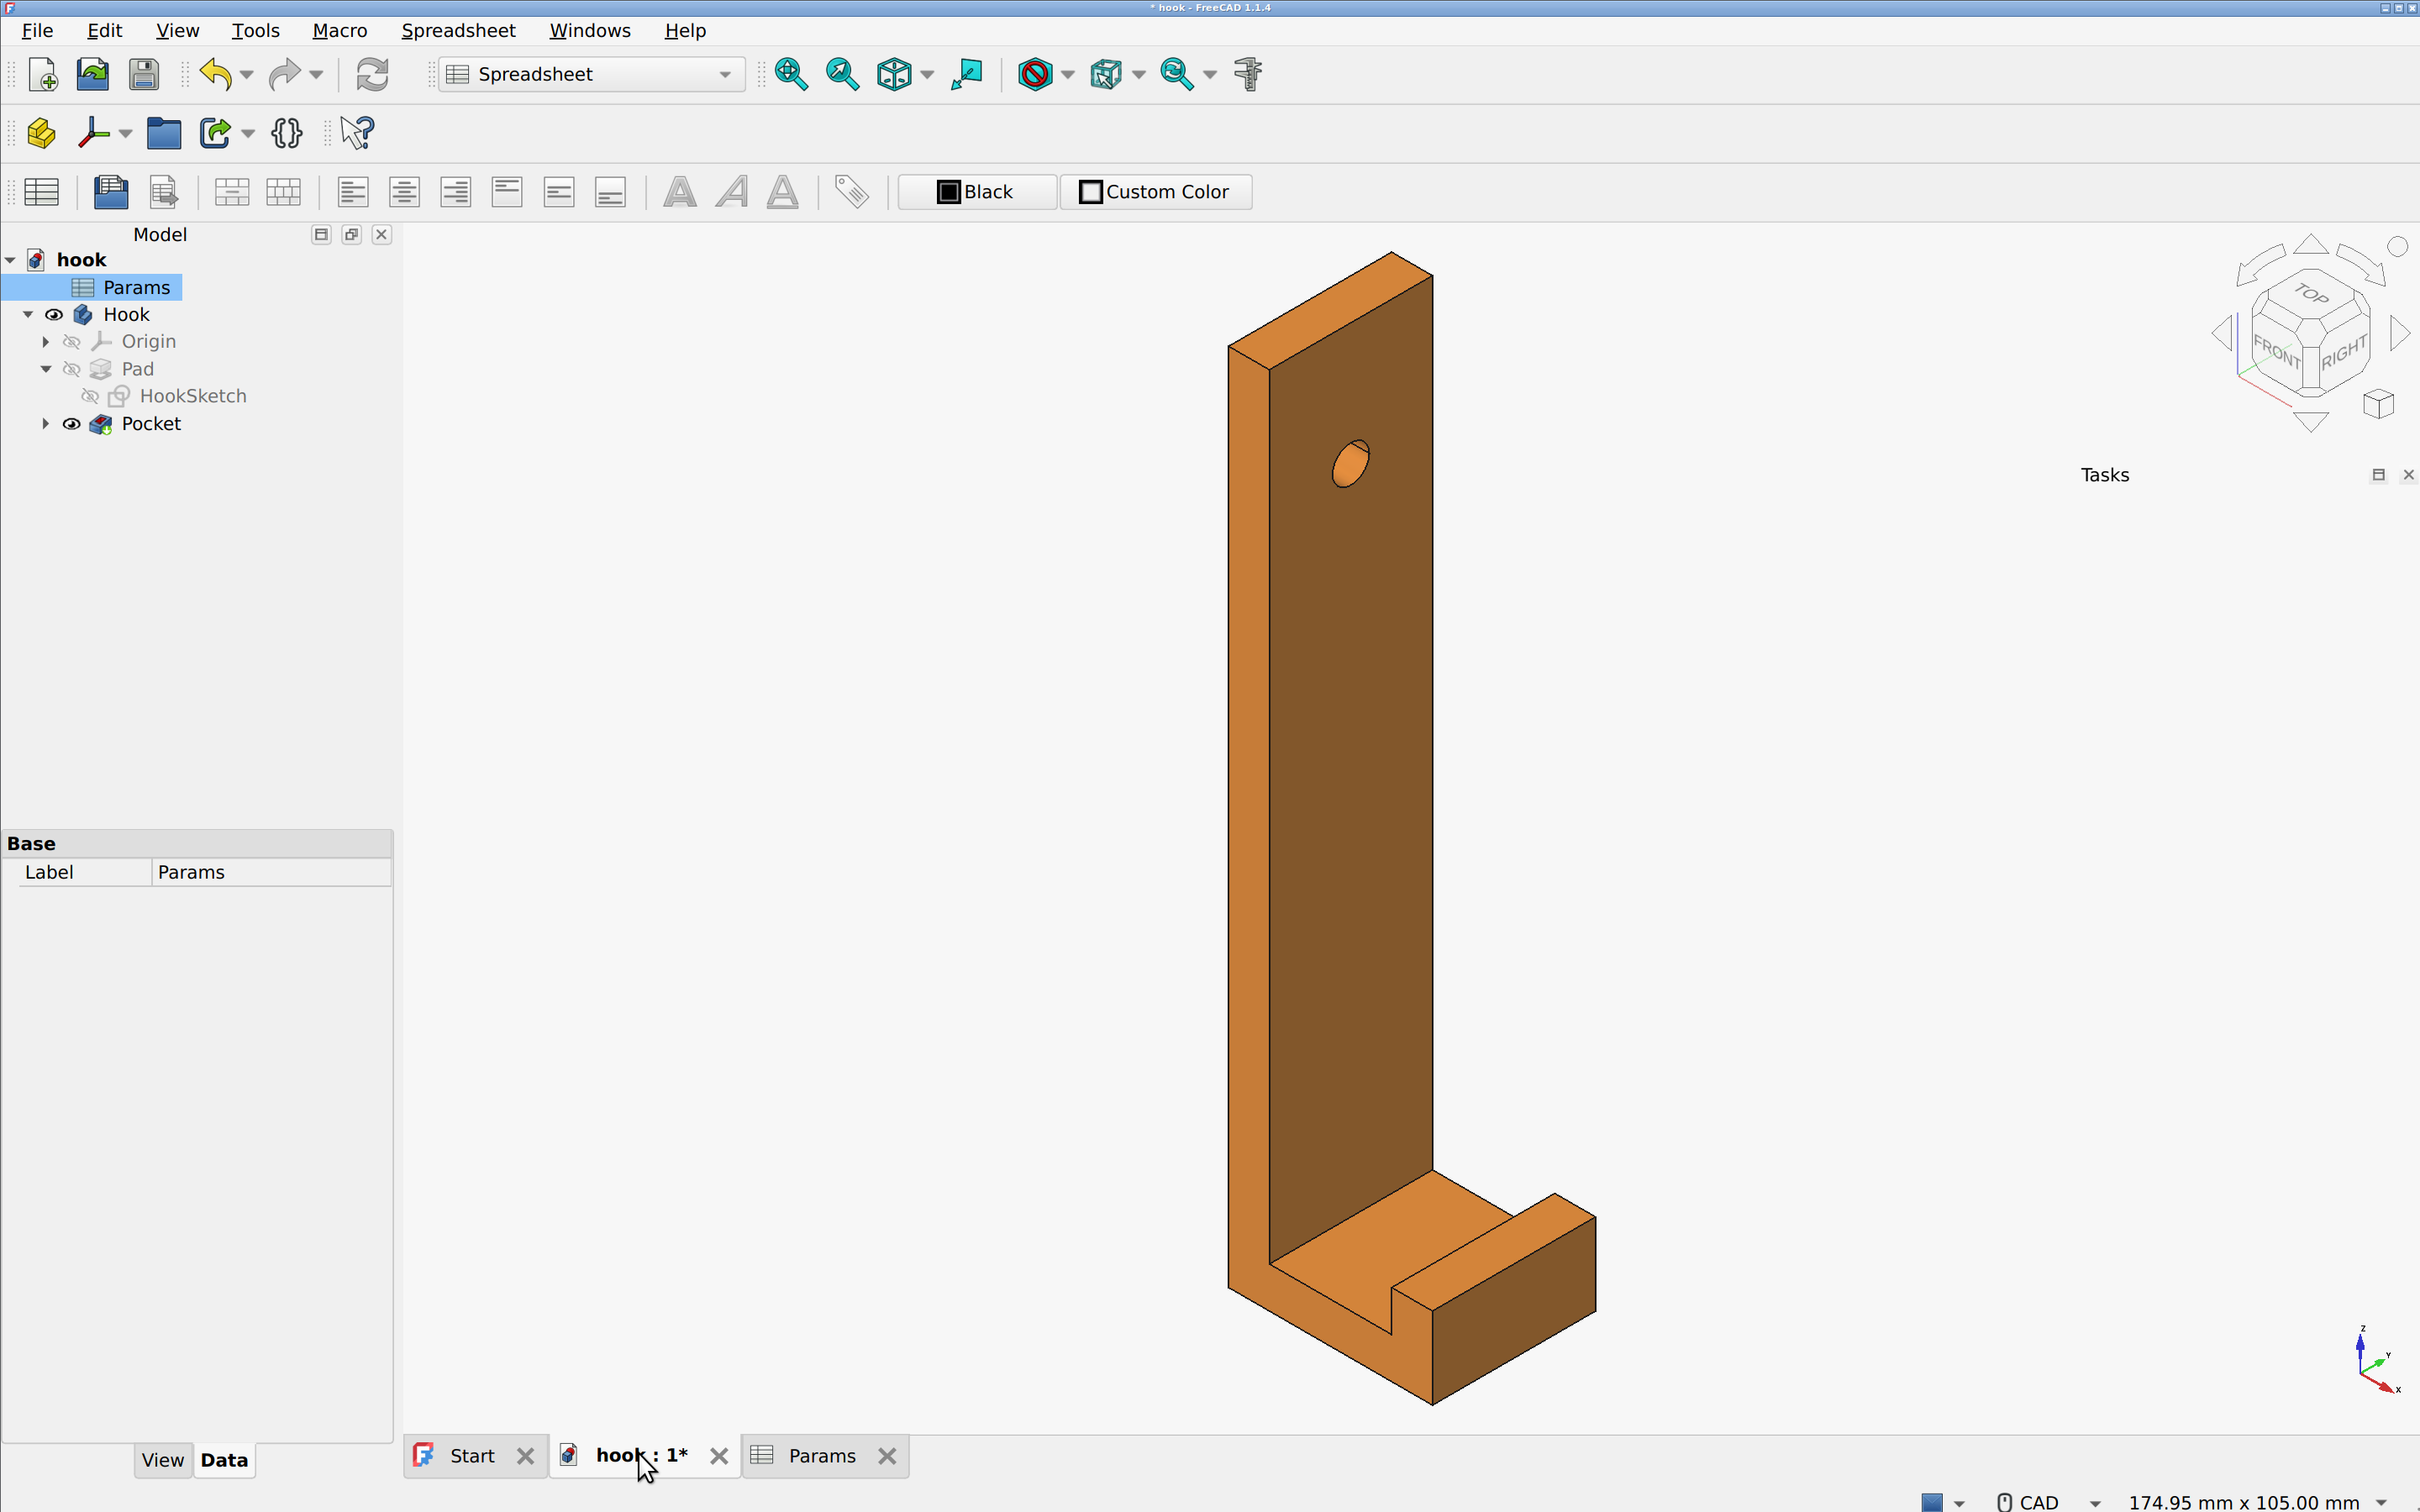 * hook - FreeCAD 1.1.4
File Edit View Tools Macro Spreadsheet Windows Help
Spreadsheet
Black Custom Color
Model
hook
Params
Hook
Origin
Pad
HookSketch
Pocket
TOP
FRONT RIGHT
Tasks
Base
Label Params
View Data
Start hook : 1* Params
Z
Y
X
CAD 174.95 mm x 105.00 mm